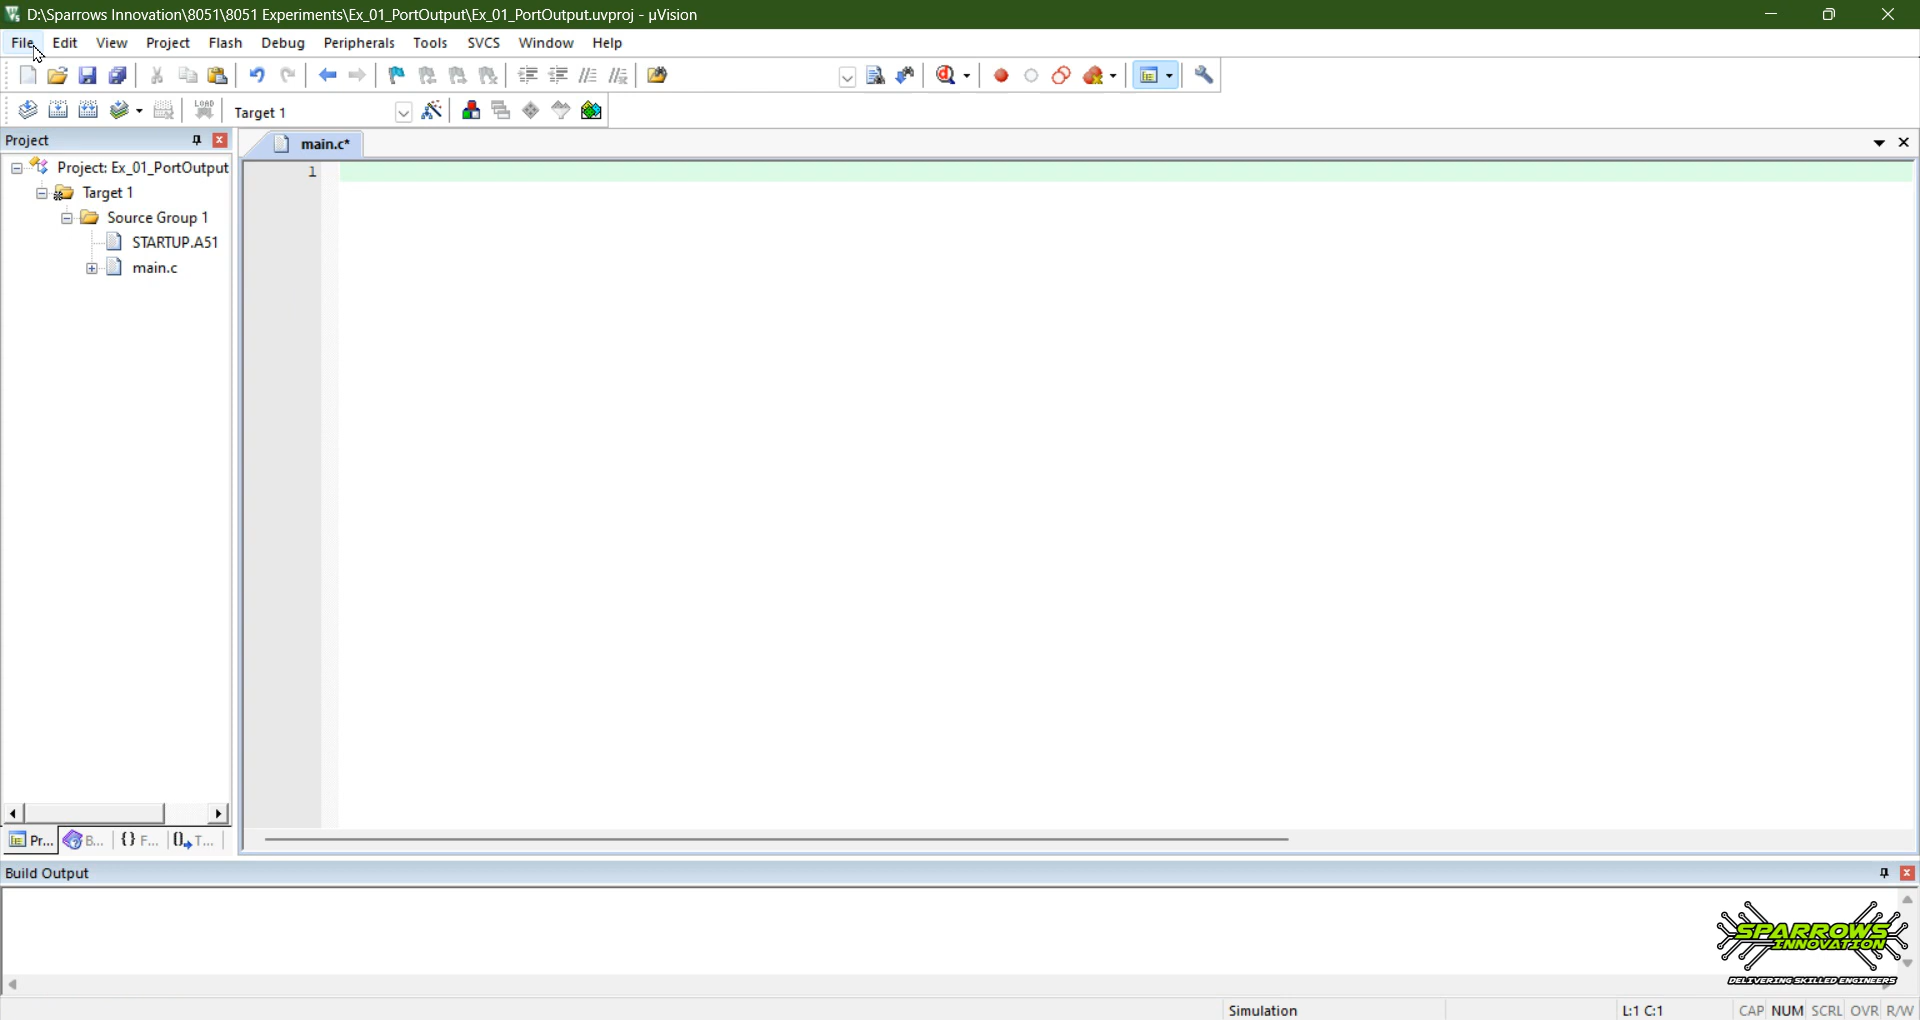 D:\Sparrows Innovation\8051\8051 Experiments\Ex_01_PortOutput\Ex_01_PortOutput.uvproj - µVision
File Edit View Project Flash Debug Peripherals Tools SVCS Window Help
LOAD Target 1
Project
main.c*
1
Project: Ex_01_PortOutput
Target 1
Source Group 1
STARTUP.A51
main.c
Pr... B... {} F... 0 T...
Build Output
SPARROWS
INNOVATION
DELIVERING SKILLED ENGINEERS
Simulation L:1 C:1 CAP NUM SCRL OVR R/W